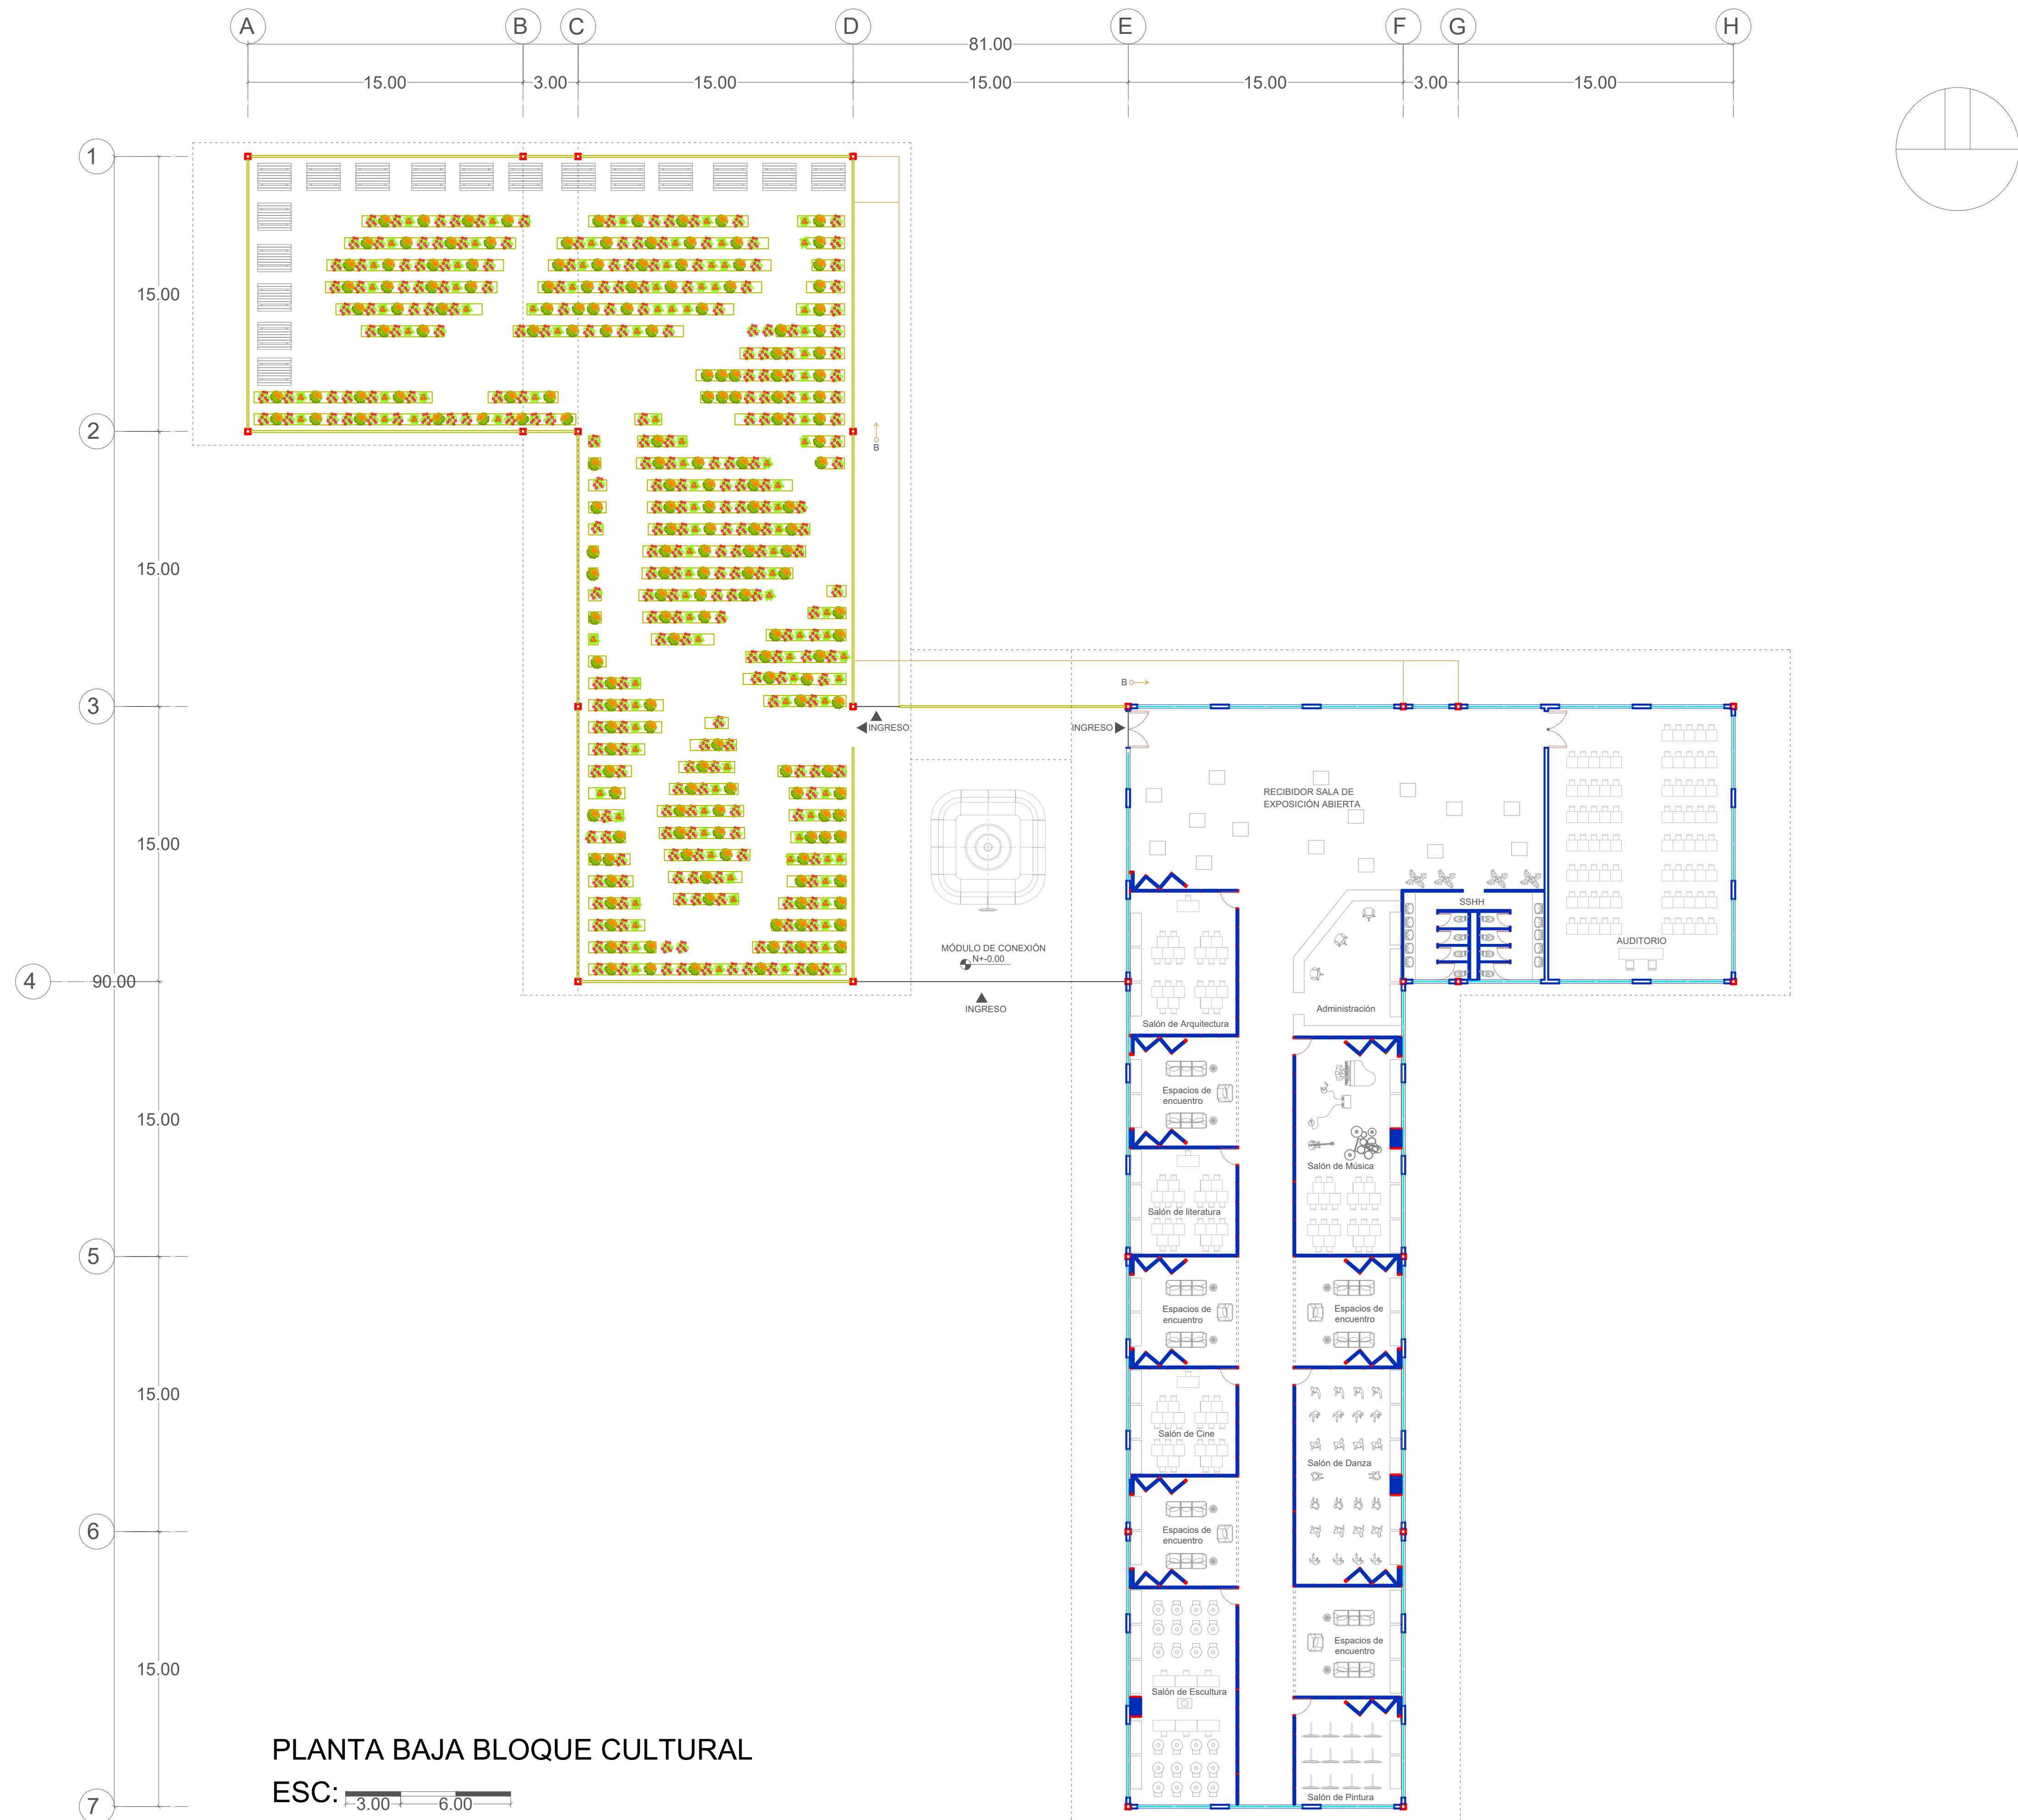 A B C D E F G H
81.00
15.00 3.00 15.00 15.00 15.00 3.00 15.00
1
15.00
2
B
15.00
B
3
INGRESO
INGRESO
RECIBIDOR SALA DE
EXPOSICIÓN ABIERTA
15.00
SSHH
AUDITORIO
MÓDULO DE CONEXIÓN
N+-0.00
4
90.00
INGRESO
Administración
Salón de Arquitectura
Espacios de
encuentro
15.00
Salón de Música
Salón de literatura
5
Espacios de
encuentro
Espacios de
encuentro
15.00
Salón de Cine
Salón de Danza
6
Espacios de
encuentro
Espacios de
encuentro
15.00
Salón de Escultura
PLANTA BAJA BLOQUE CULTURAL
ESC:
3.00 6.00
Salón de Pintura
7